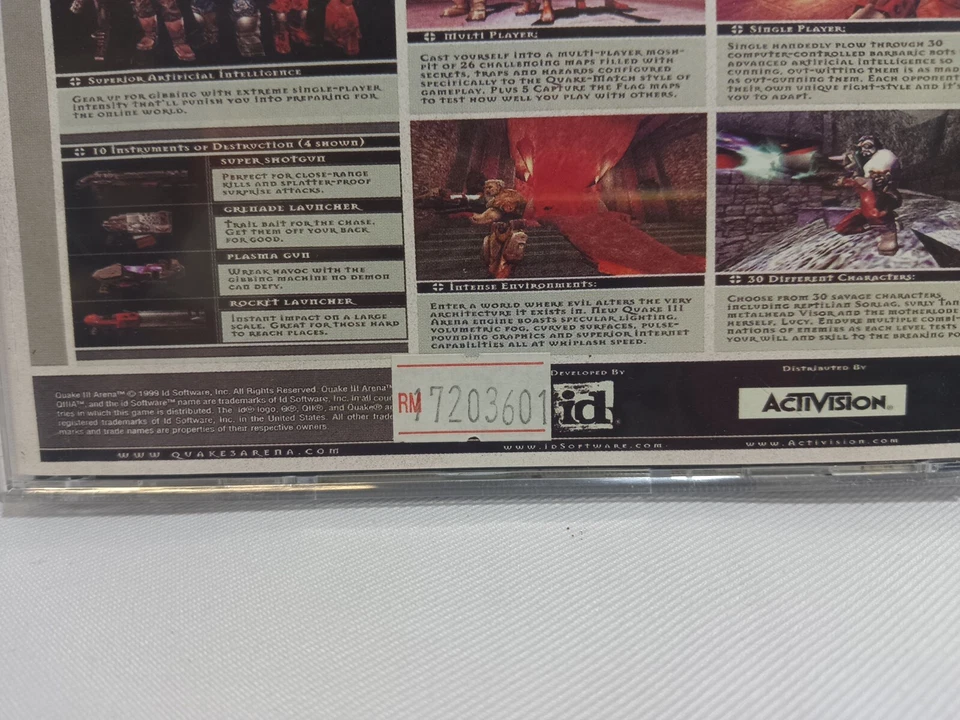 Superior Artificial Intelligence
Gear up for gibbing with extreme single-player
intensity that'll punish you into preparing for
the online world.
10 Instruments of Destruction (4 shown)
Super Shotgun
Perfect for close-range
kills and splatter-proof
surprise attacks.
Grenade Launcher
Trail bait for the chase.
Get them off your back
for good.
Plasma Gun
Wreak havoc with the
gibbing machine no demon
can defy.
Rocket Launcher
Instant impact on a large
scale. Great for those hard
to reach places.
Multi Player:
Cast yourself into a multi-player mosh-
pit of 26 challenging maps filled with
secrets, traps and hazards configured
specifically to the Quake-Match style of
gameplay. Plus 5 Capture the Flag maps
to test how well you play with others.
Intense Environments:
Enter a world where evil alters the very
architecture it exists in. New Quake III
Arena engine boasts specular lighting,
volumetric fog, curved surfaces, pulse-
pounding graphics and superior internet
capabilities all at whiplash speed.
Single Player:
Single handedly plow through 30
computer-controlled barbaric bots
advanced artificial intelligence so
cunning, out-witting them is as mad
as out-gunning them. Each opponent
their own unique fight-style and it's
you to adapt.
30 Different Characters:
Choose from 30 savage characters,
including reptilian Sorlag, surly Tan
metalhead Visor and the motherlode
herself, Lucy. Endure multiple combi-
nations of enemies as each level tests
your will and skill to the breaking po
Quake III Arena™ © 1999 id Software, Inc. All Rights Reserved. Quake III Arena™
QIIIA™, and the id Software™ name are trademarks of id Software, Inc. in all cou
tries in which this game is distributed. The id® logo, Q®, QII®, and Quake® ar
registered trademarks of id Software, Inc. in the United States. All other trade
marks and trade names are properties of their respective owners.
www.quake3arena.com
RM 17203601
Developed By
id
www.idSoftware.com
Distributed By
ACTIVISION®
www.Activision.com